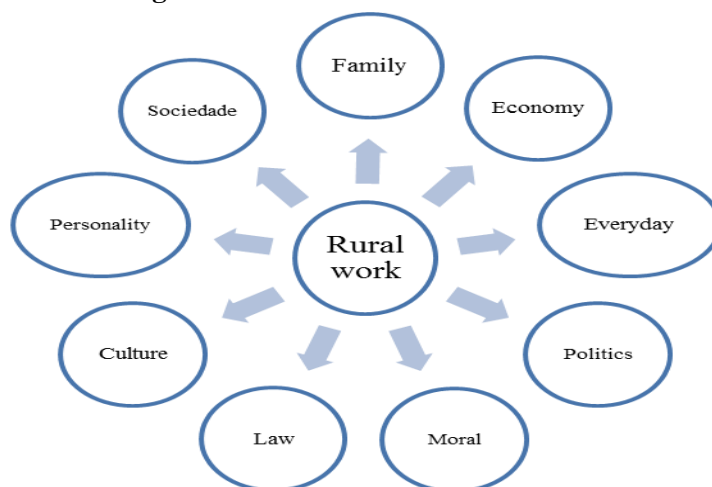 Family
Economy
Everyday
Politics
Moral
Law
Culture
Personality
Sociedade
Rural
work